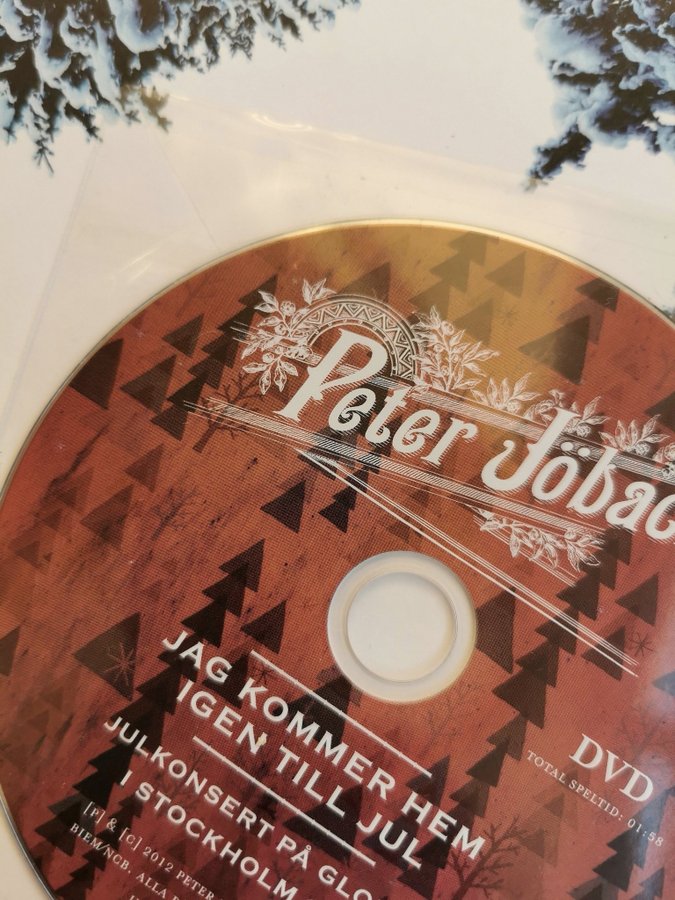 Peter Jöbac
DVD
TOTAL SPELTID: 01:58
JAG KOMMER HEM
IGEN TILL JUL
JULKONSERT PÅ GLO
I STOCKHOLM
[P] & [C] 2012 PETER
BIEM/NCB. ALLA